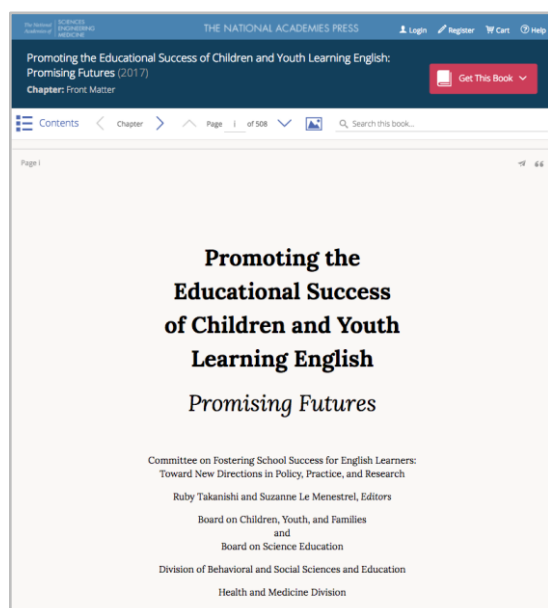 The National Academies of
SCIENCES
ENGINEERING
MEDICINE
THE NATIONAL ACADEMIES PRESS
Login
Register
Cart
Help
Promoting the Educational Success of Children and Youth Learning English:
Promising Futures (2017)
Chapter: Front Matter
Get This Book
Contents
Chapter
Page i of 508
Search this book...
Page i
Promoting the
Educational Success
of Children and Youth
Learning English
Promising Futures
Committee on Fostering School Success for English Learners:
Toward New Directions in Policy, Practice, and Research
Ruby Takanishi and Suzanne Le Menestrel, Editors
Board on Children, Youth, and Families
and
Board on Science Education
Division of Behavioral and Social Sciences and Education
Health and Medicine Division